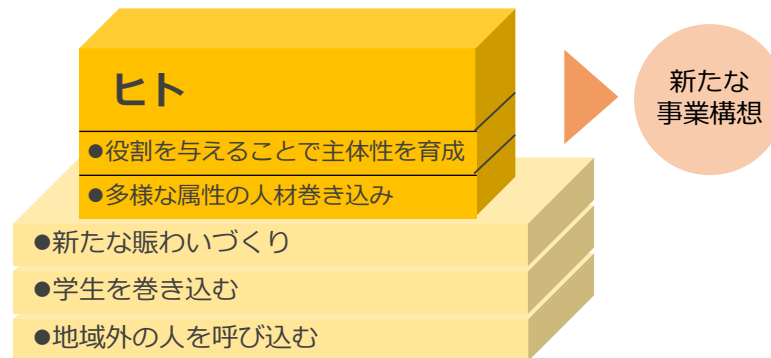 ヒト
●役割を与えることで主体性を育成
●多様な属性の人材巻き込み
●新たな賑わいづくり
●学生を巻き込む
●地域外の人を呼び込む
新たな
事業構想